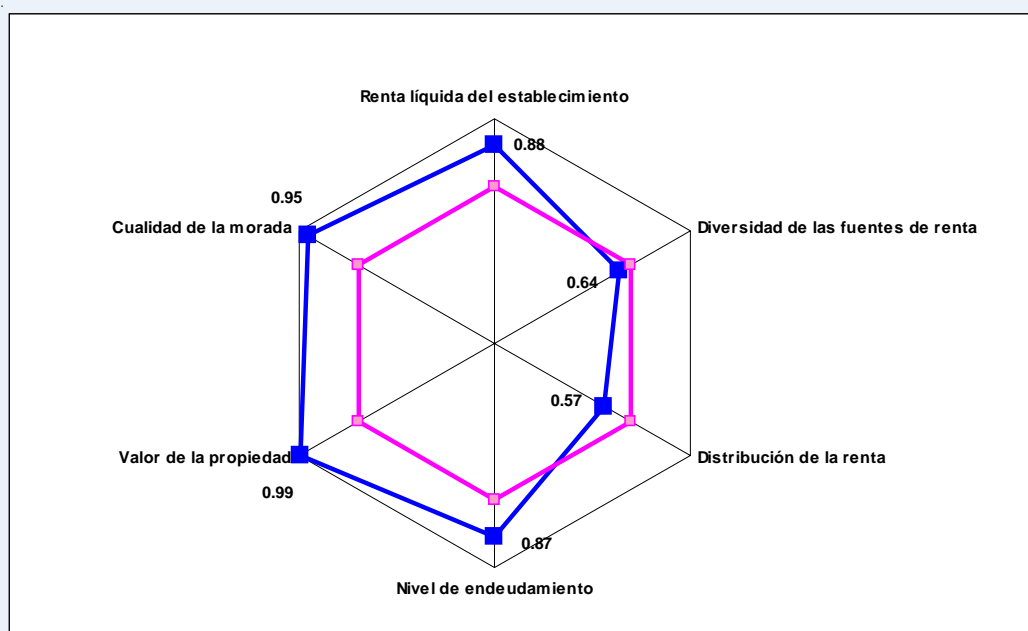 Renta líquida del establecimiento
0.88
0.95
Cualidad de la morada
Diversidad de las fuentes de renta
0.64
0.57
Valor de la propiedad
Distribución de la renta
0.99
0.87
Nivel de endeudamiento